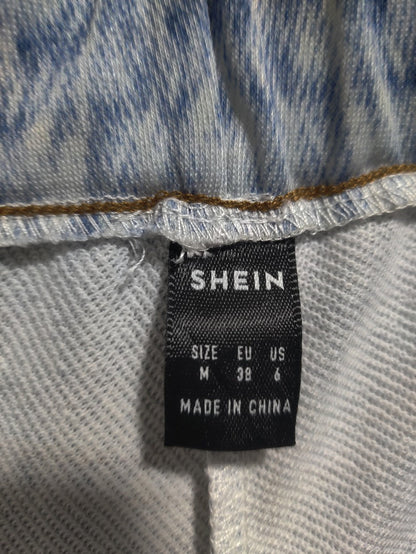 SHEIN
SIZE EU US
M 38 6
MADE IN CHINA